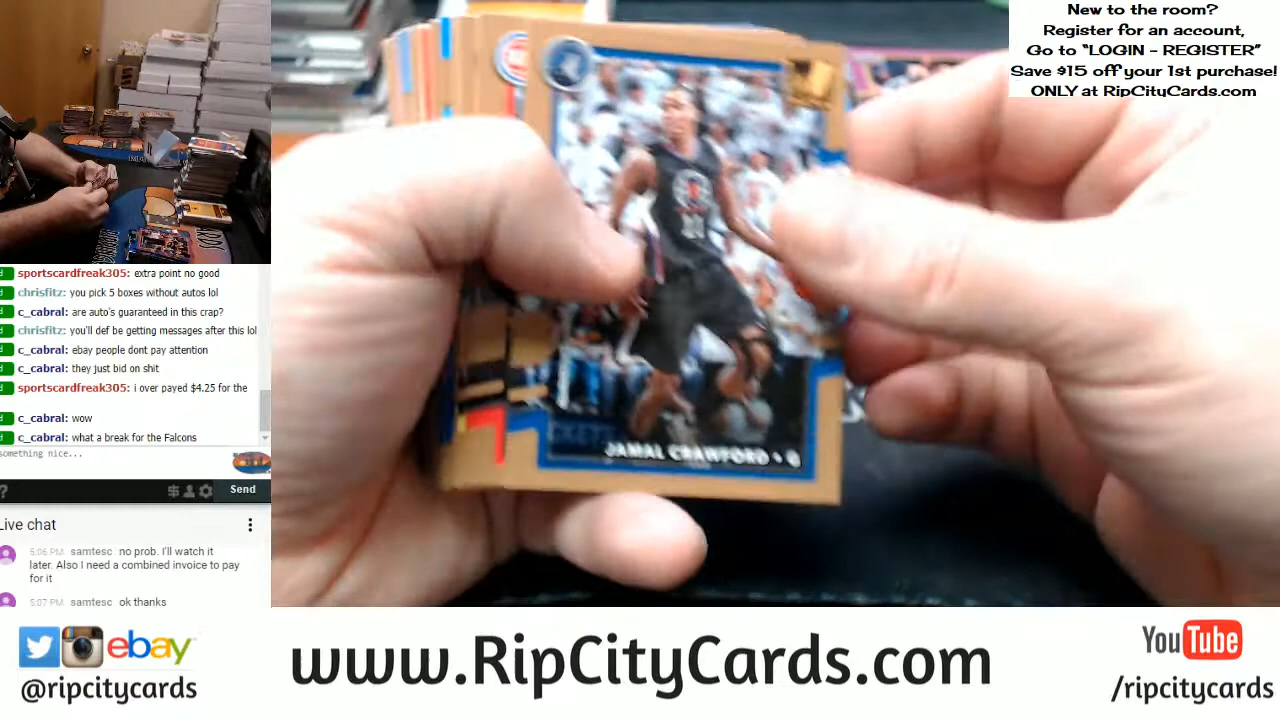 New to the room?
Register for an account,
Go to “LOGIN - REGISTER”
Save $15 off your 1st purchase!
ONLY at RipCityCards.com
sportscardfreak305: extra point no good
chrisfitz: you pick 5 boxes without autos lol
c_cabral: are auto's guaranteed in this crap?
chrisfitz: you'll def be getting messages after this lol
c_cabral: ebay people dont pay attention
c_cabral: they just bid on shit
sportscardfreak305: i over payed $4.25 for the
c_cabral: wow
c_cabral: what a break for the Falcons
something nice...
Send
Live chat
5:06 PM samtesc no prob. I'll watch it
later. Also I need a combined invoice to pay
for it
5:07 PM samtesc ok thanks
JAMAL CRAWFORD • G
ebay
@ripcitycards
www.RipCityCards.com
YouTube
/ripcitycards